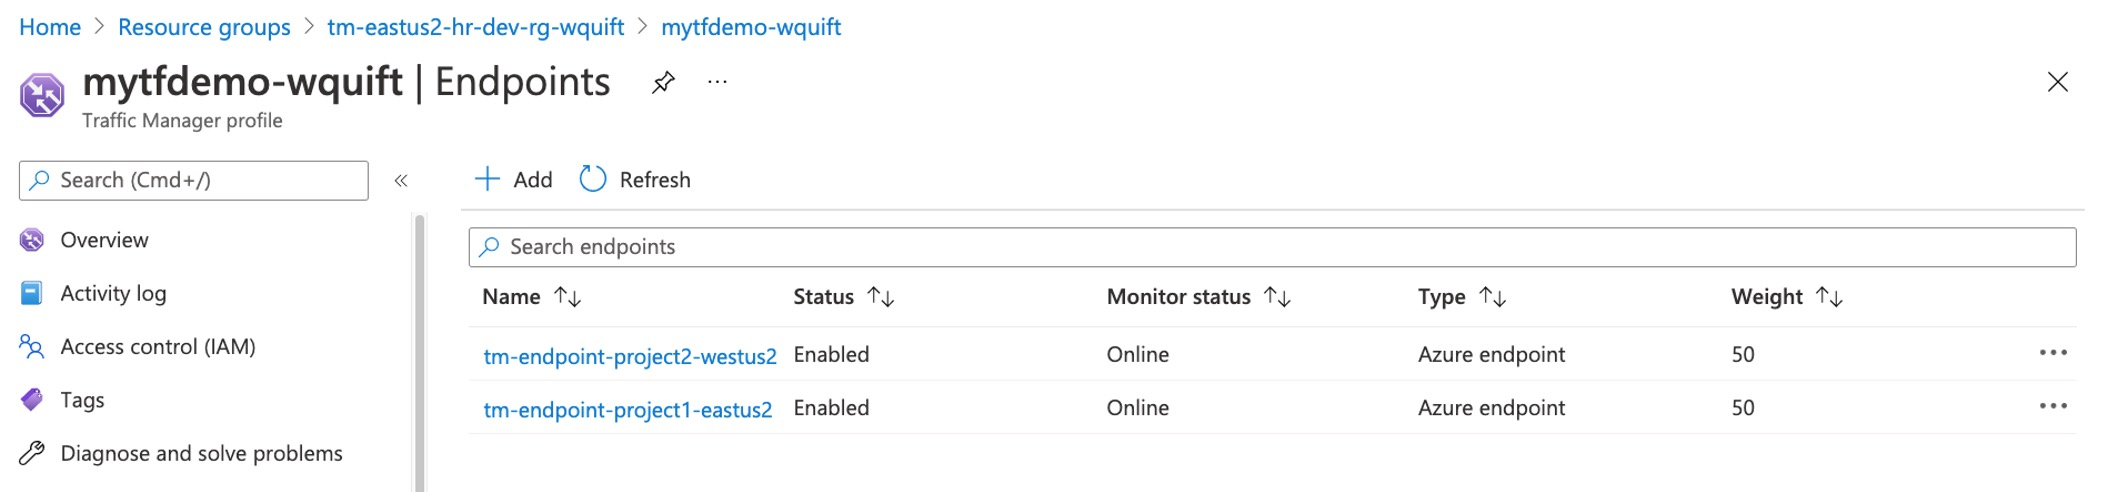 Home > Resource groups > tm-eastus2-hr-dev-rg-wquift > mytfdemo-wquift
mytfdemo-wquift | Endpoints ...
Traffic Manager profile
Search (Cmd+/) «
Overview
Activity log
Access control (IAM)
Tags
Diagnose and solve problems
+ Add Refresh
Search endpoints
Name ↑↓ Status ↑↓ Monitor status ↑↓ Type ↑↓ Weight ↑↓
tm-endpoint-project2-westus2 Enabled Online Azure endpoint 50 ...
tm-endpoint-project1-eastus2 Enabled Online Azure endpoint 50 ...